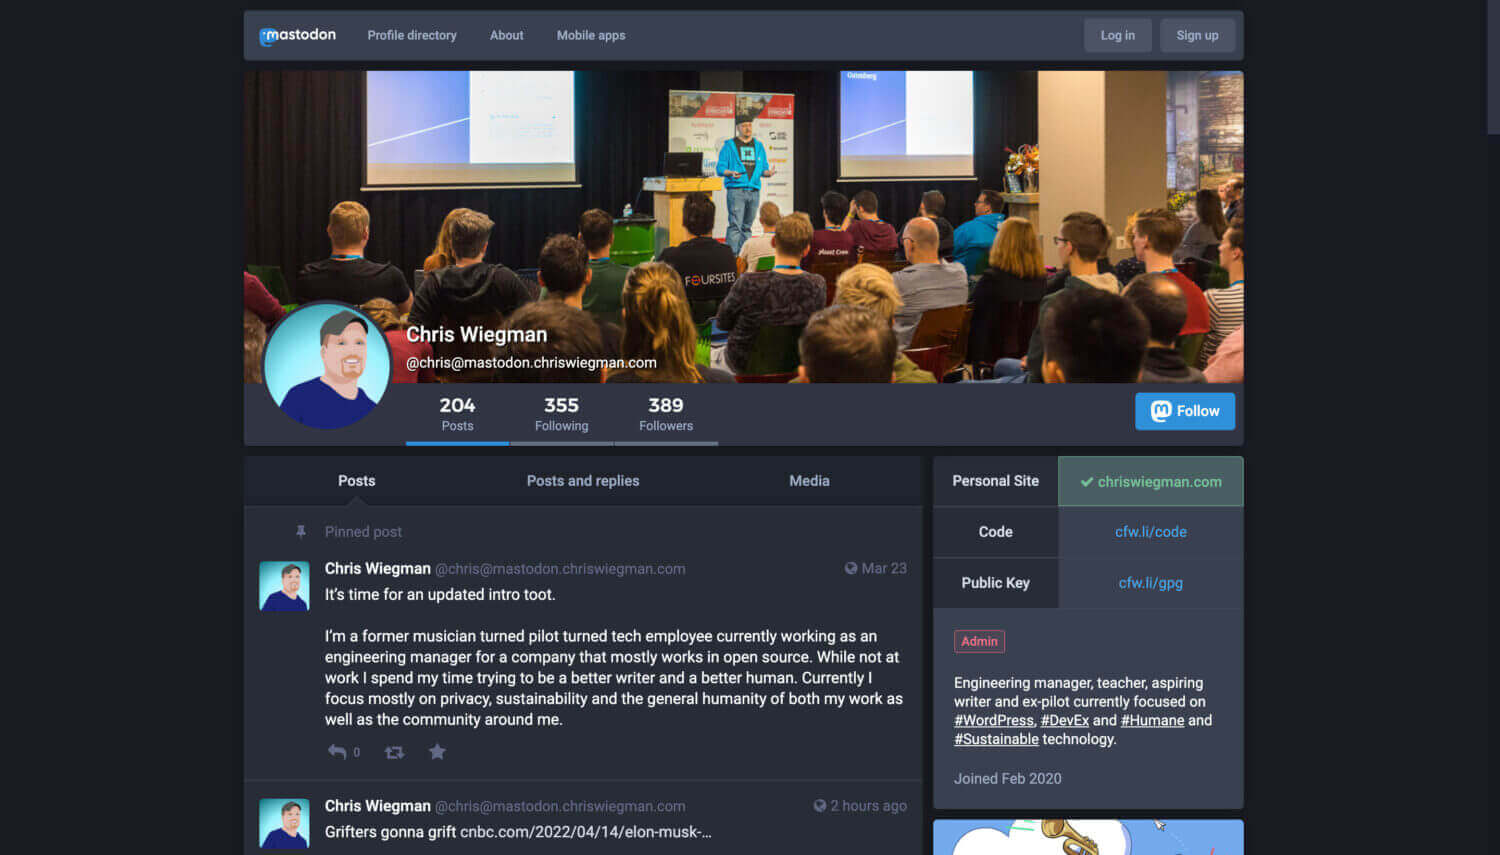 mastodon
Profile directory
About
Mobile apps
Log in
Sign up
Gutenberg
FOURSITES
Chris Wiegman
@chris@mastodon.chriswiegman.com
204
Posts
355
Following
389
Followers
Follow
Posts
Posts and replies
Media
Pinned post
Chris Wiegman @chris@mastodon.chriswiegman.com
Mar 23
It's time for an updated intro toot.
I'm a former musician turned pilot turned tech employee currently working as an
engineering manager for a company that mostly works in open source. While not at
work I spend my time trying to be a better writer and a better human. Currently I
focus mostly on privacy, sustainability and the general humanity of both my work as
well as the community around me.
0
Chris Wiegman @chris@mastodon.chriswiegman.com
2 hours ago
Grifters gonna grift cnbc.com/2022/04/14/elon-musk-...
Personal Site
chriswiegman.com
Code
cfw.li/code
Public Key
cfw.li/gpg
Admin
Engineering manager, teacher, aspiring
writer and ex-pilot currently focused on
#WordPress, #DevEx and #Humane and
#Sustainable technology.
Joined Feb 2020